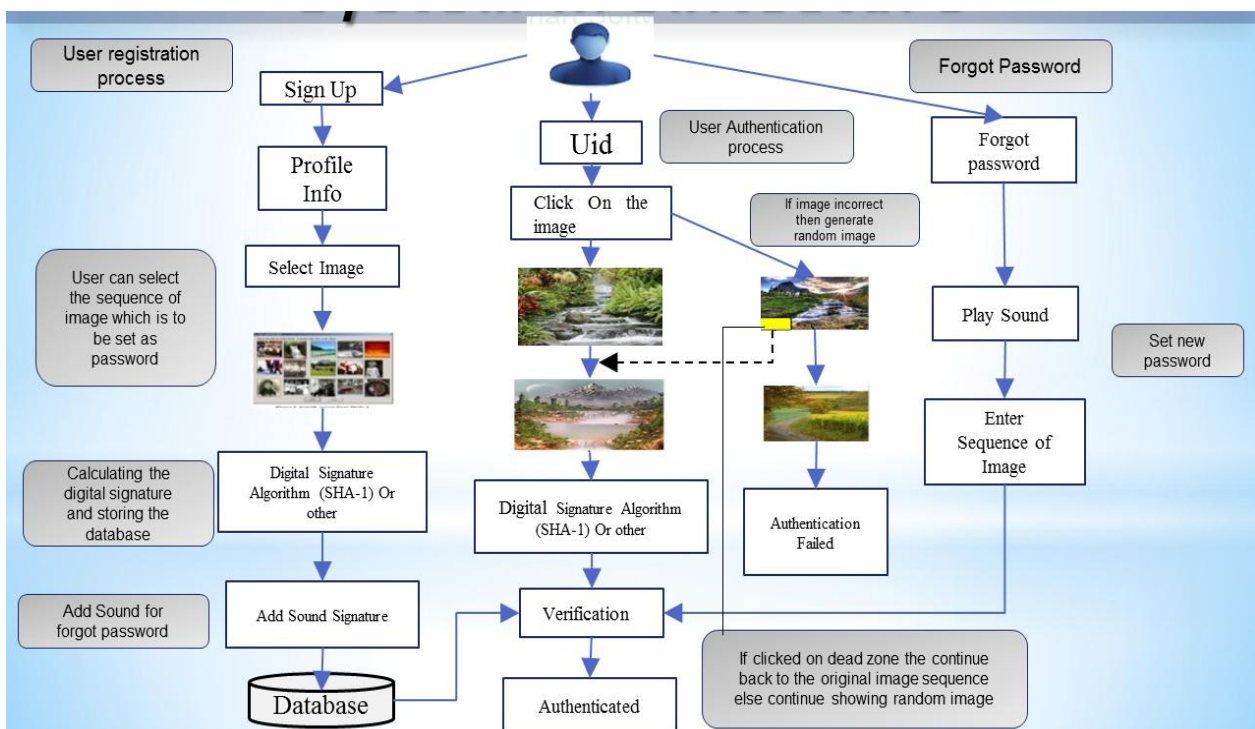 User registration
process
Sign Up
Profile
Info
Select Image
User can select
the sequence of
image which is to
be set as
password
Calculating the
digital signature
and storing the
database
Digital Signature
Algorithm (SHA-1) Or
other
Add Sound for
forgot password
Add Sound Signature
Database
Uid
User Authentication
process
Click On the
image
If image incorrect
then generate
random image
Digital Signature Algorithm
(SHA-1) Or other
Authentication
Failed
Verification
Authenticated
If clicked on dead zone the continue
back to the original image sequence
else continue showing random image
Forgot Password
Forgot
password
Play Sound
Set new
password
Enter
Sequence of
Image